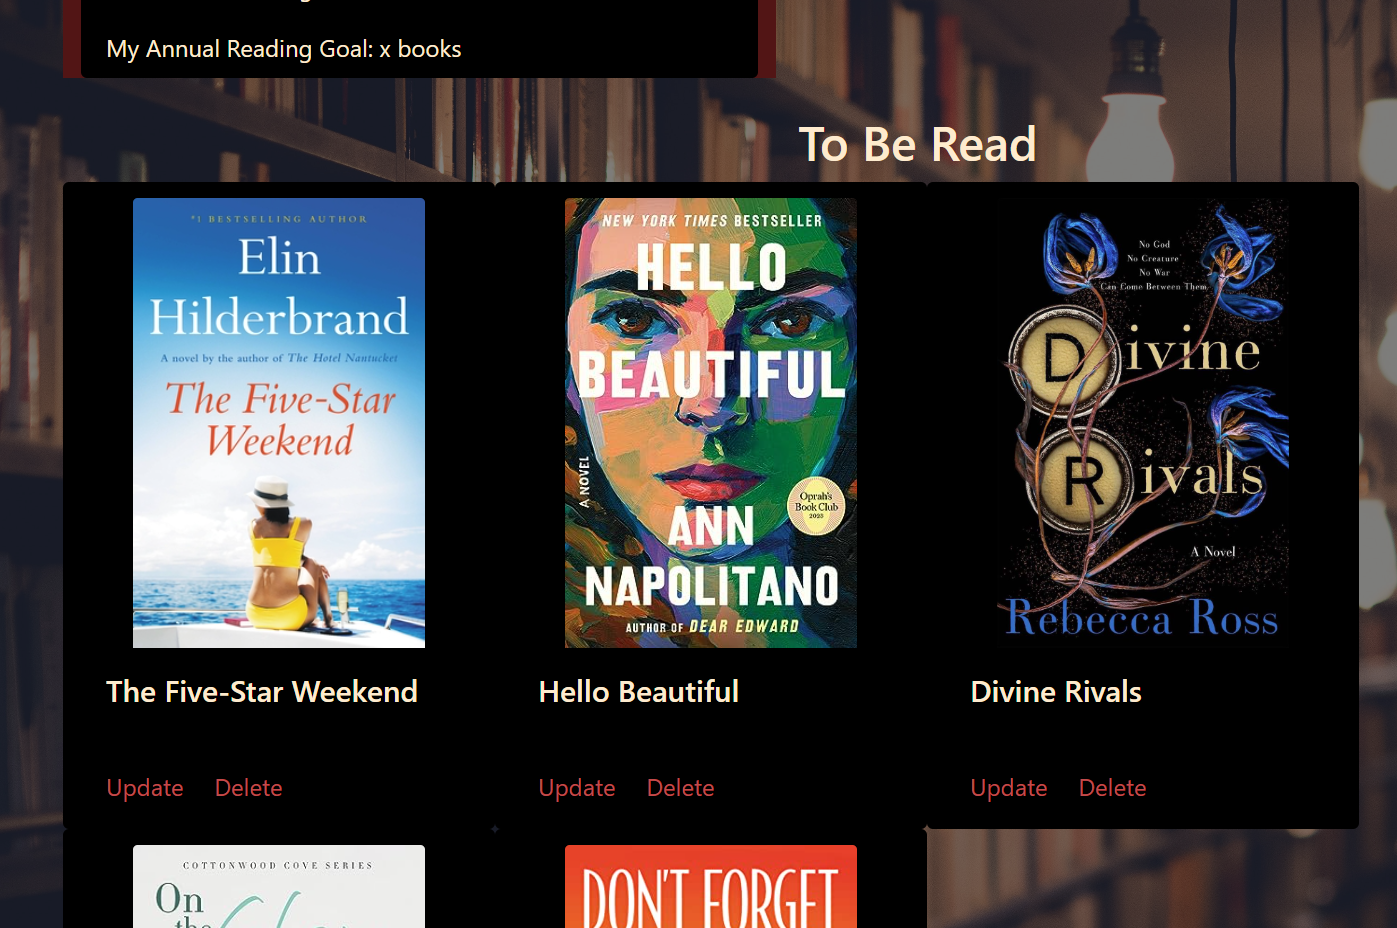 My Annual Reading Goal: x books
To Be Read
#1 BESTSELLING AUTHOR
Elin
Hilderbrand
A novel by the author of The Hotel Nantucket
The Five-Star
Weekend
The Five-Star Weekend
Update Delete
NEW YORK TIMES BESTSELLER
HELLO
BEAUTIFUL
A NOVEL
Oprah's
Book Club
2023
ANN
NAPOLITANO
AUTHOR OF DEAR EDWARD
Hello Beautiful
Update Delete
No God
No Creature
No War
Can Come Between Them
Divine
Rivals
A Novel
Rebecca Ross
Divine Rivals
Update Delete
COTTONWOOD COVE SERIES
On
the
DON'T FORGET